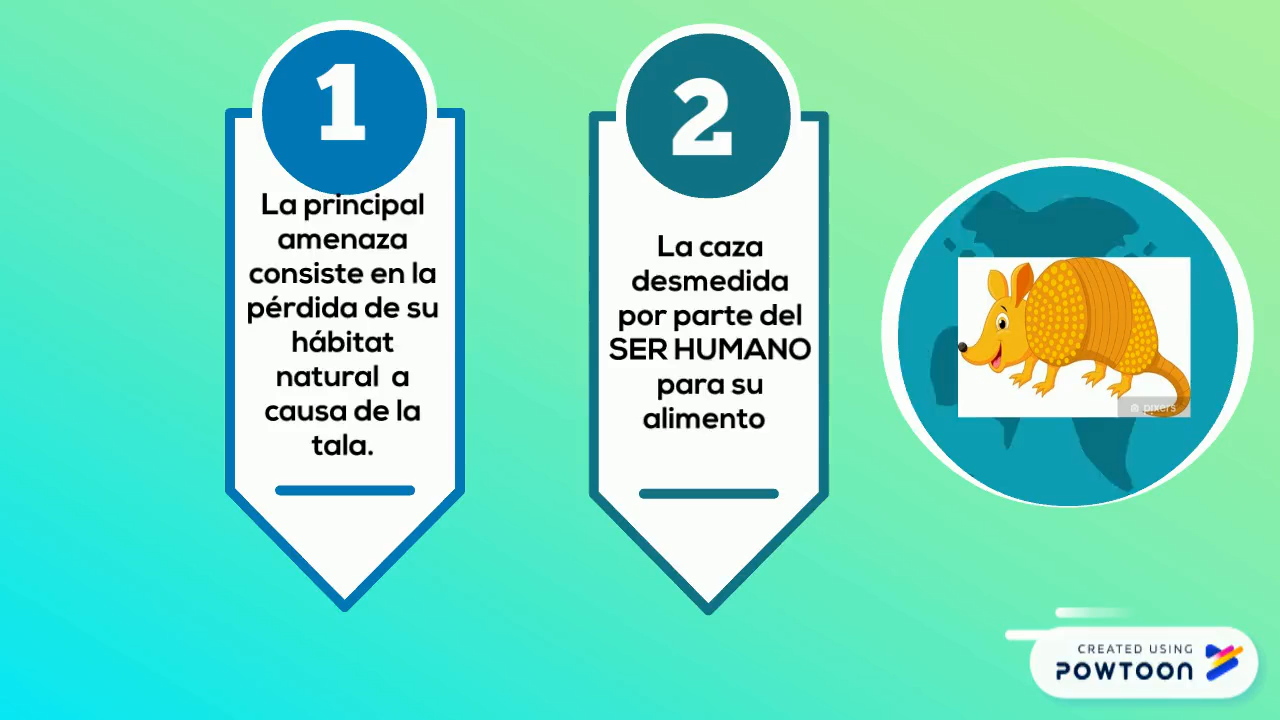 1
La principal
amenaza
consiste en la
pérdida de su
hábitat
natural a
causa de la
tala.
2
La caza
desmedida
por parte del
SER HUMANO
para su
alimento
pixers
CREATED USING
POWTOON